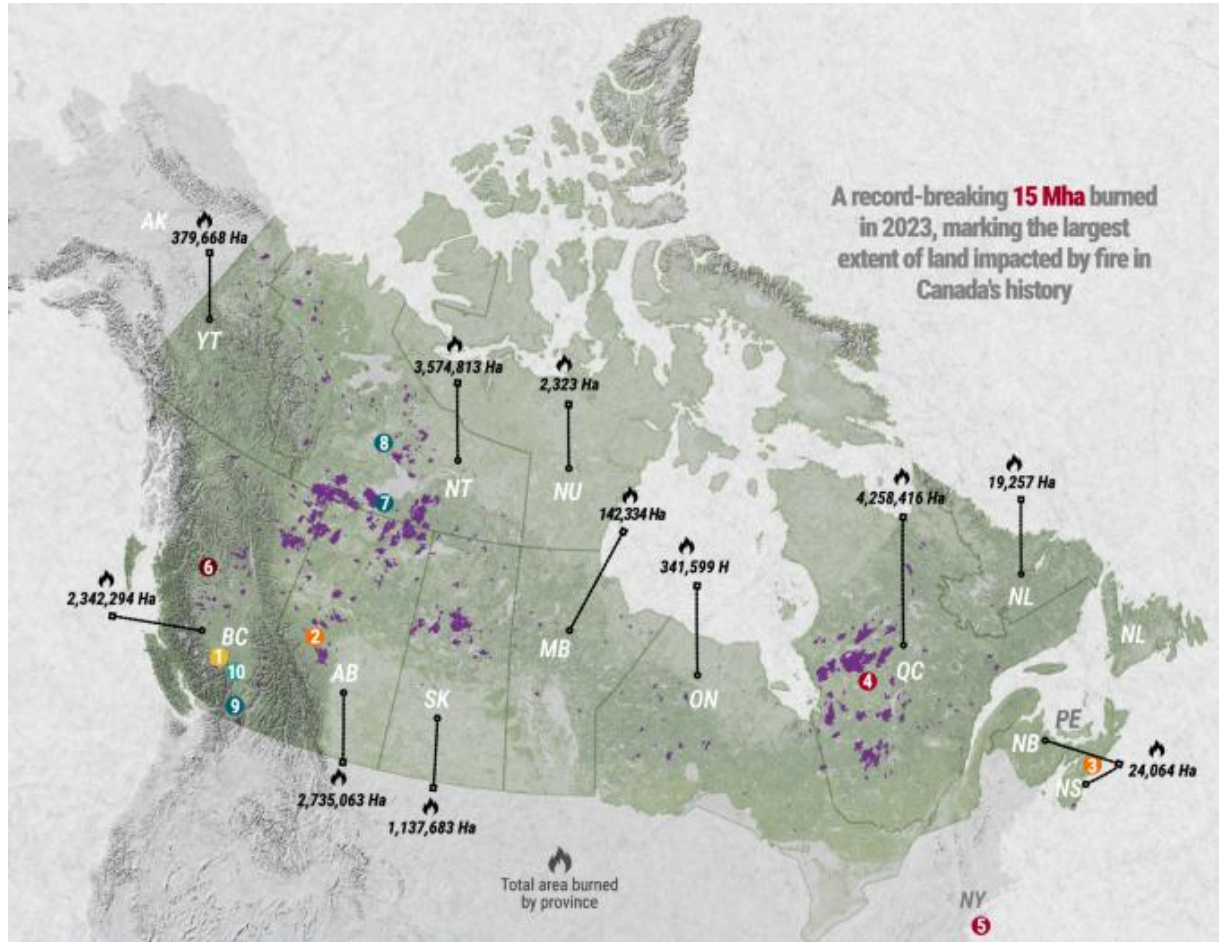 A record-breaking 15 Mha burned
in 2023, marking the largest
extent of land impacted by fire in
Canada's history
AK
379,668 Ha
YT
3,574,813 Ha
2,323 Ha
8
NT
NU
7
142,334 Ha
4,258,416 Ha
19,257 Ha
341,599 H
6
2,342,294 Ha
NL
NL
BC
1
2
10
9
AB
SK
MB
ON
4
QC
PE
NB
3
NS
24,064 Ha
2,735,063 Ha
1,137,683 Ha
Total area burned
by province
NY
5